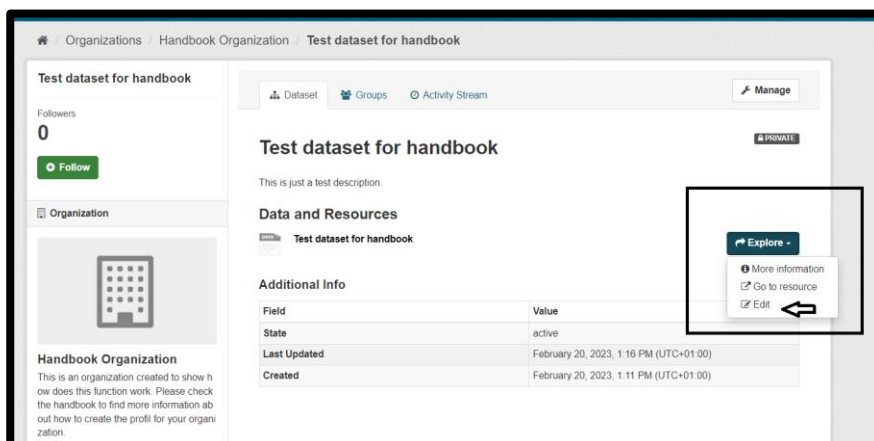 / Organizations / Handbook Organization / Test dataset for handbook
Test dataset for handbook
Followers
0
Follow
Organization
Handbook Organization
This is an organization created to show h
ow does this function work. Please check
the handbook to find more information ab
out how to create the profil for your organi
zation.
Dataset Groups Activity Stream
Manage
PRIVATE
Test dataset for handbook
This is just a test description.
Data and Resources
DATA
Test dataset for handbook
Explore
More information
Go to resource
Edit
Additional Info
Field Value
State active
Last Updated February 20, 2023, 1:16 PM (UTC+01:00)
Created February 20, 2023, 1:11 PM (UTC+01:00)